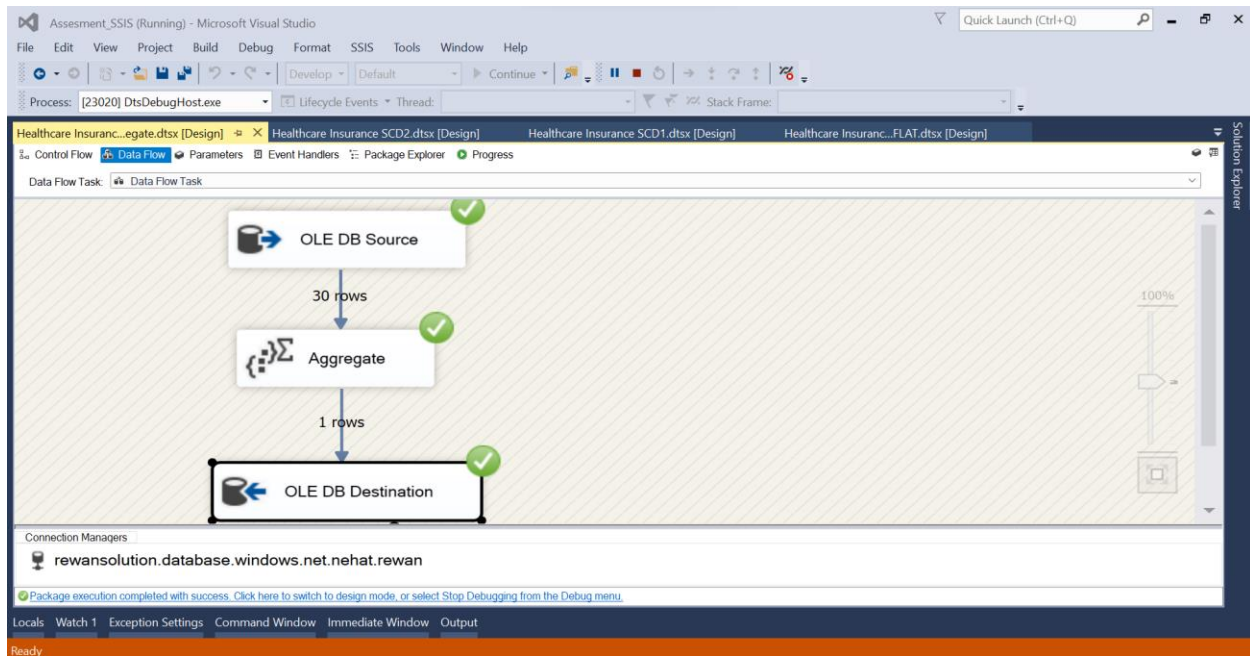 Assesment_SSIS (Running) - Microsoft Visual Studio
Quick Launch (Ctrl+Q)
File Edit View Project Build Debug Format SSIS Tools Window Help
Develop Default Continue
Process: [23020] DtsDebugHost.exe Lifecycle Events Thread: Stack Frame:
Healthcare Insuranc...egate.dtsx [Design] Healthcare Insurance SCD2.dtsx [Design] Healthcare Insurance SCD1.dtsx [Design] Healthcare Insuranc...FLAT.dtsx [Design]
Control Flow Data Flow Parameters Event Handlers Package Explorer Progress
Solution Explorer
Data Flow Task: Data Flow Task
OLE DB Source
30 rows
100%
Aggregate
1 rows
OLE DB Destination
Connection Managers
rewansolution.database.windows.net.nehat.rewan
Package execution completed with success. Click here to switch to design mode, or select Stop Debugging from the Debug menu.
Locals Watch 1 Exception Settings Command Window Immediate Window Output
Ready